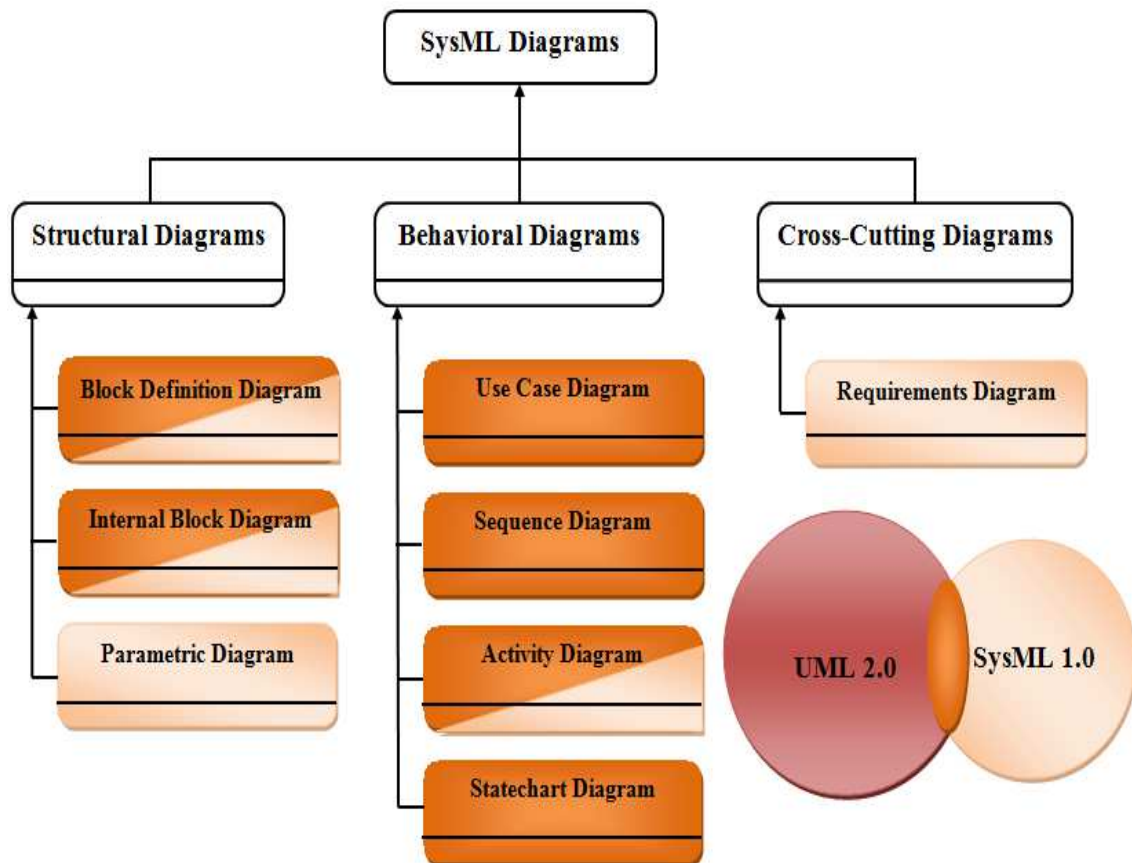 SysML Diagrams
Structural Diagrams
Behavioral Diagrams
Cross-Cutting Diagrams
Block Definition Diagram
Use Case Diagram
Requirements Diagram
Internal Block Diagram
Sequence Diagram
Parametric Diagram
Activity Diagram
UML 2.0
SysML 1.0
Statechart Diagram